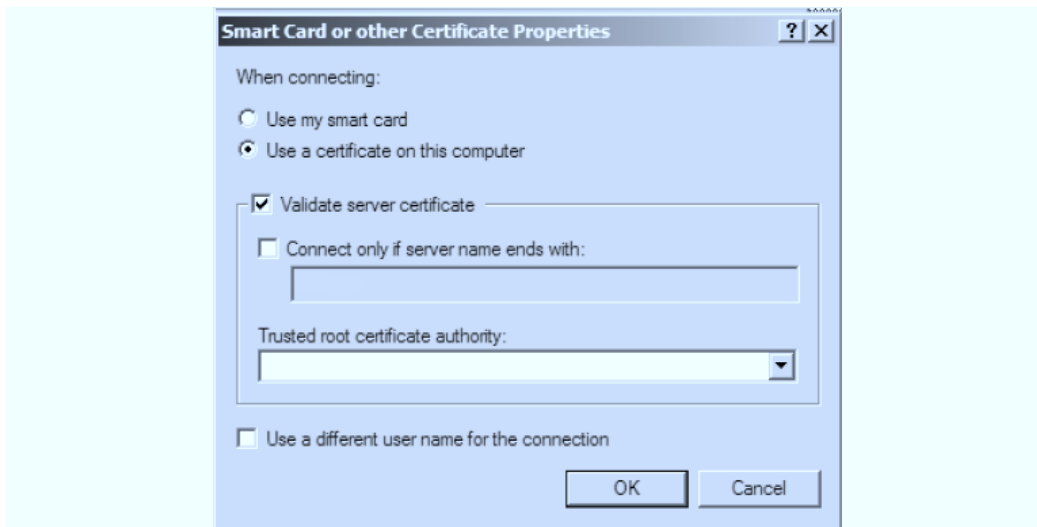 Smart Card or other Certificate Properties
When connecting:
Use my smart card
Use a certificate on this computer
Validate server certificate
Connect only if server name ends with:
Trusted root certificate authority:
Use a different user name for the connection
OK Cancel